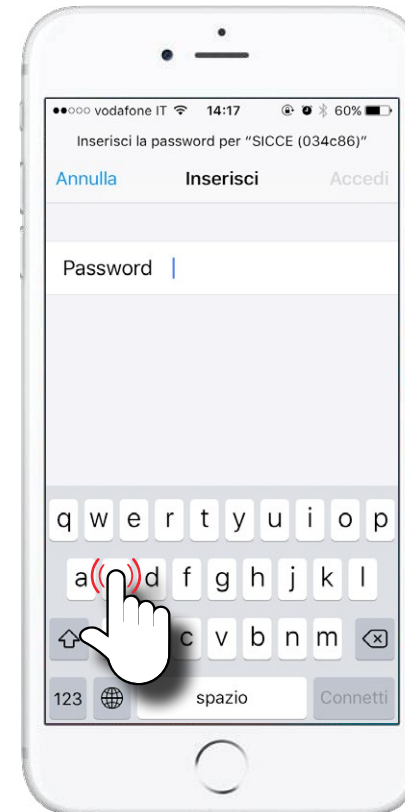 vodafone IT 14:17 60%
Inserisci la password per “SICCE (034c86)”
Annulla Inserisci Accedi
Password
q w e r t y u i o p
a d f g h j k l
c v b n m
123 spazio Connetti